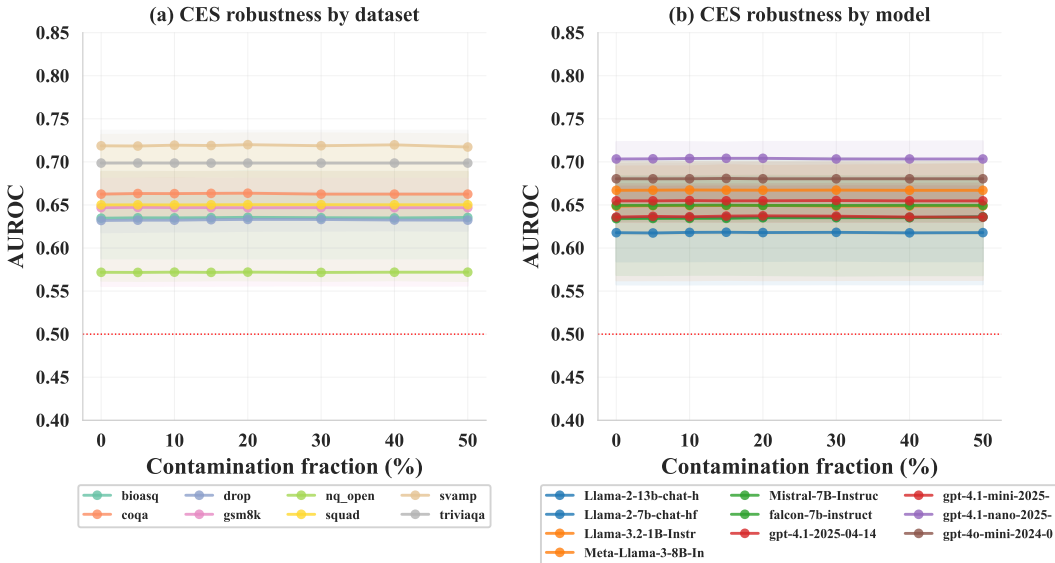 (a) CES robustness by dataset
AUROC
0.85
0.80
0.75
0.70
0.65
0.60
0.55
0.50
0.45
0.40
0 10 20 30 40 50
Contamination fraction (%)
bioasq drop nq_open svamp
coqa gsm8k squad triviaqa
(b) CES robustness by model
AUROC
0.85
0.80
0.75
0.70
0.65
0.60
0.55
0.50
0.45
0.40
0 10 20 30 40 50
Contamination fraction (%)
Llama-2-13b-chat-h Mistral-7B-Instruc gpt-4.1-mini-2025-
Llama-2-7b-chat-hf falcon-7b-instruct gpt-4.1-nano-2025-
Llama-3.2-1B-Instr gpt-4.1-2025-04-14 gpt-4o-mini-2024-0
Meta-Llama-3-8B-In